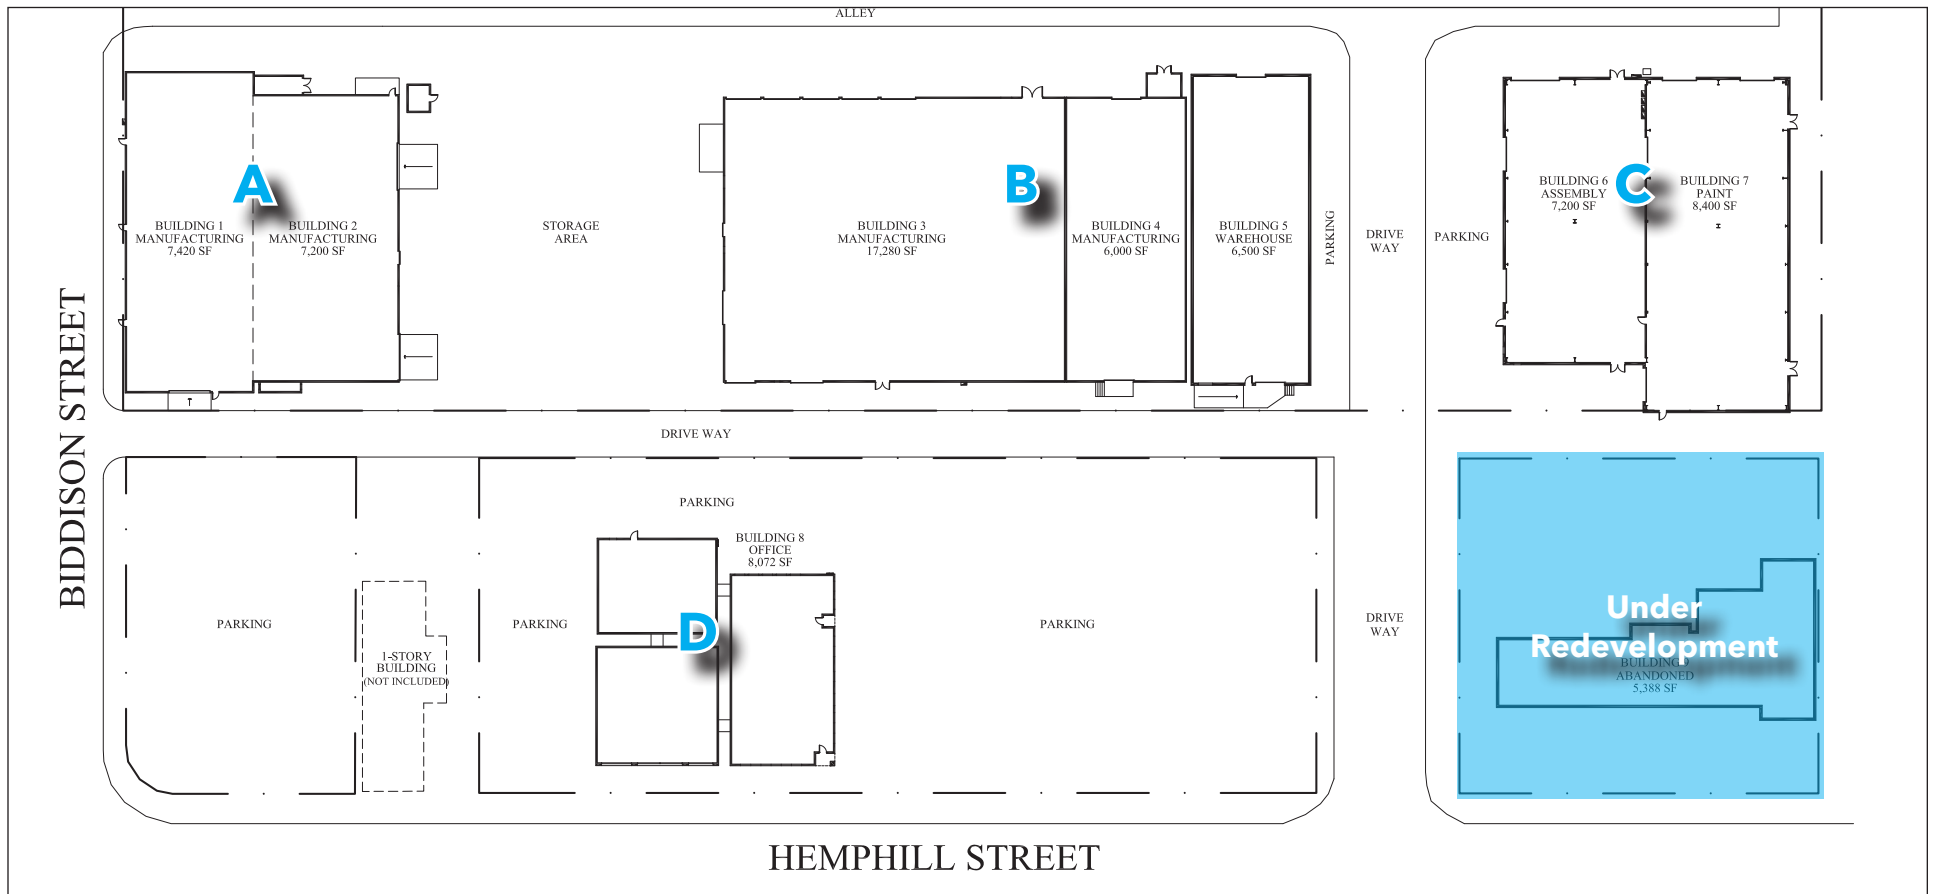 ALLEY
A
BUILDING 1
MANUFACTURING
7,420 SF
BUILDING 2
MANUFACTURING
7,200 SF
STORAGE
AREA
B
BUILDING 3
MANUFACTURING
17,280 SF
BUILDING 4
MANUFACTURING
6,000 SF
BUILDING 5
WAREHOUSE
6,500 SF
PARKING
DRIVE
WAY
PARKING
C
BUILDING 6
ASSEMBLY
7,200 SF
BUILDING 7
PAINT
8,400 SF
BIDDISON STREET
DRIVE WAY
PARKING
1-STORY
BUILDING
(NOT INCLUDED)
PARKING
PARKING
BUILDING 8
OFFICE
8,072 SF
D
PARKING
DRIVE
WAY
Under
Redevelopment
BUILDING 9
ABANDONED
5,388 SF
HEMPHILL STREET